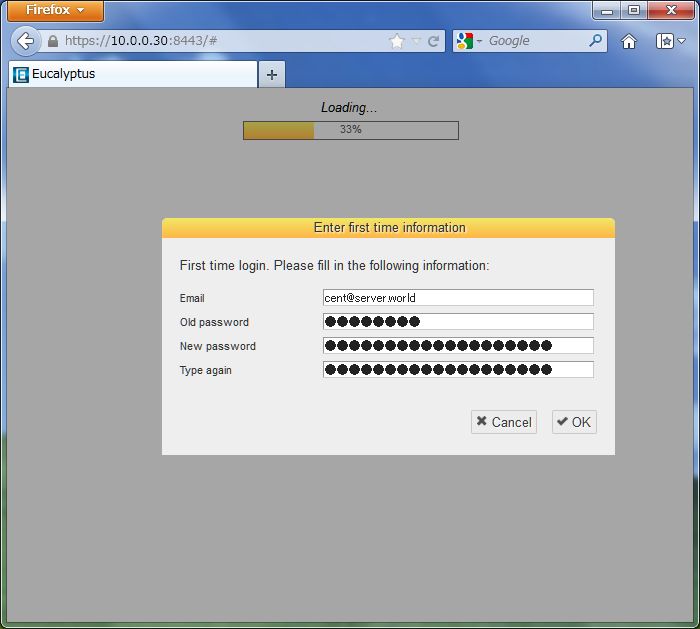 Firefox
https://10.0.0.30:8443/#
Google
Eucalyptus
Loading...
33%
Enter first time information
First time login. Please fill in the following information:
Email cent@server.world
Old password ●●●●●●●●
New password ●●●●●●●●●●●●●●●●●●●
Type again ●●●●●●●●●●●●●●●●●●●
Cancel OK